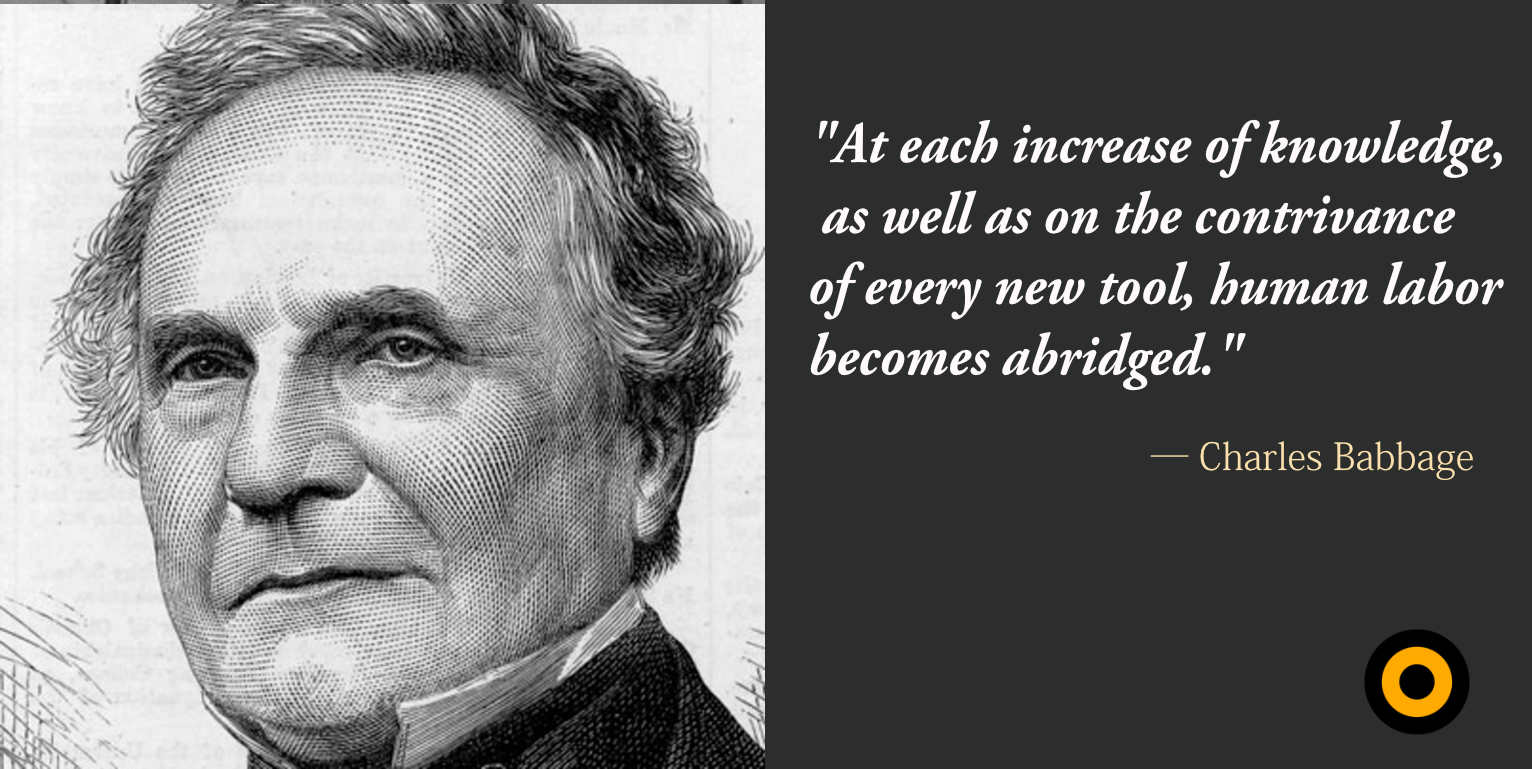 "At each increase of knowledge,
as well as on the contrivance
of every new tool, human labor
becomes abridged."
— Charles Babbage